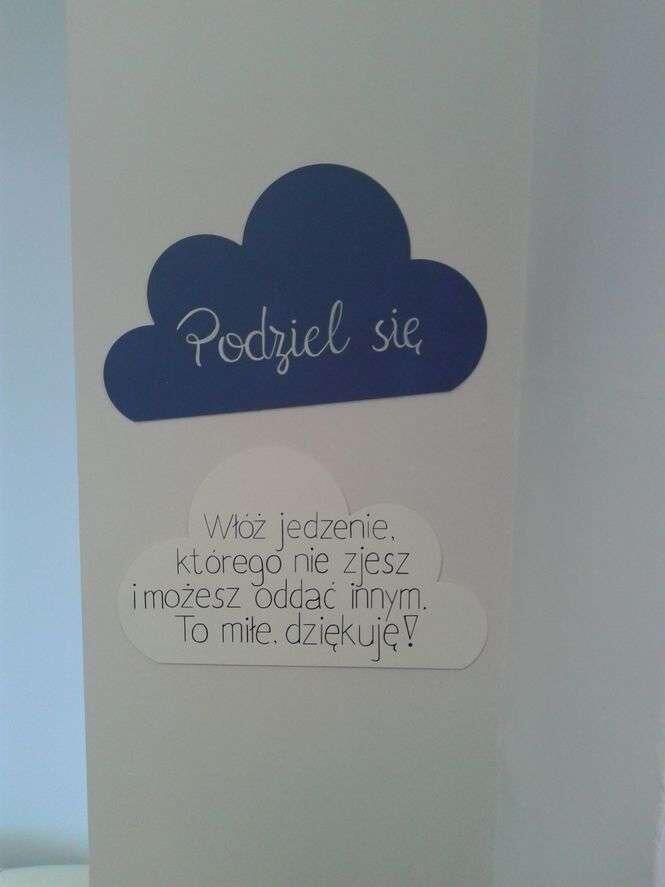 Podziel się
Włóż jedzenie,
którego nie zjesz
i możesz oddać innym.
To miłe, dziękuję!